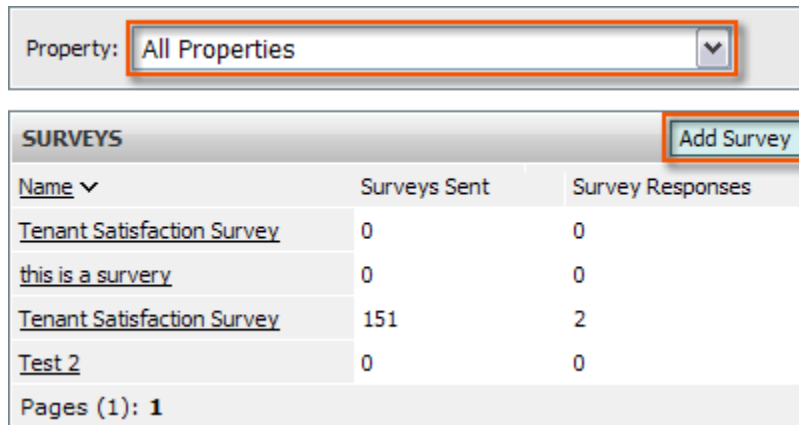 Property: All Properties
SURVEYS Add Survey
Name Surveys Sent Survey Responses
Tenant Satisfaction Survey 0 0
this is a survery 0 0
Tenant Satisfaction Survey 151 2
Test 2 0 0
Pages (1): 1